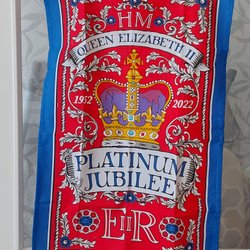 HM
QUEEN ELIZABETH II
1952 2022
PLATINUM
JUBILEE
EIIR